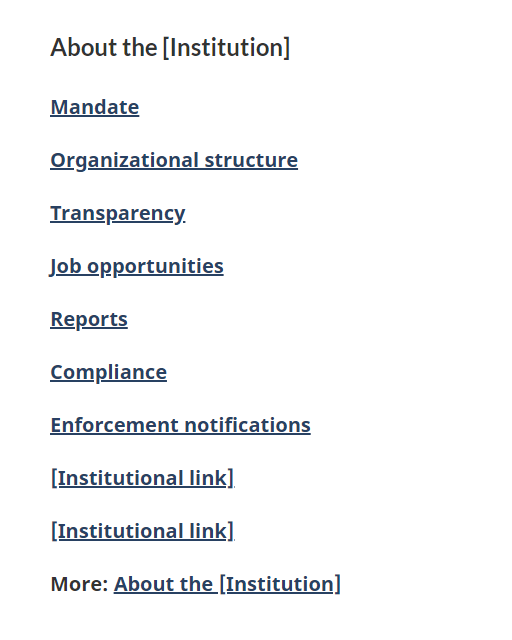 About the [Institution]
Mandate
Organizational structure
Transparency
Job opportunities
Reports
Compliance
Enforcement notifications
[Institutional link]
[Institutional link]
More: About the [Institution]